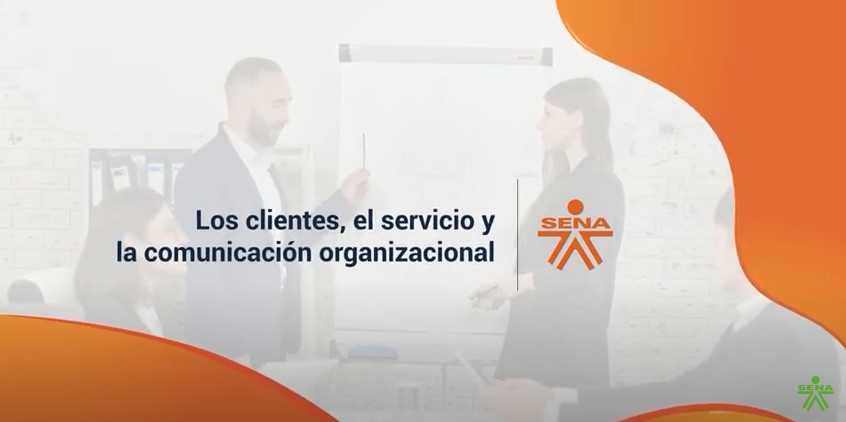 Los clientes, el servicio y
la comunicación organizacional
SENA
SENA